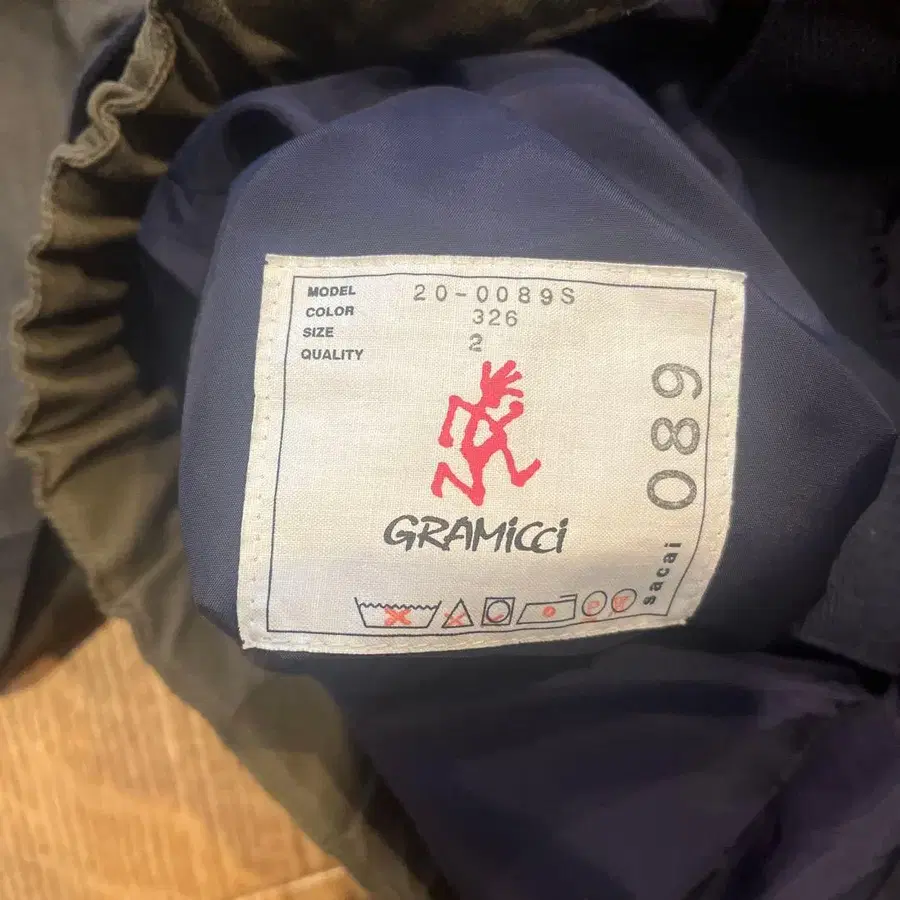 MODEL 20-0089S
COLOR 326
SIZE 2
QUALITY
GRAMiCCi
sacai 089
P
W